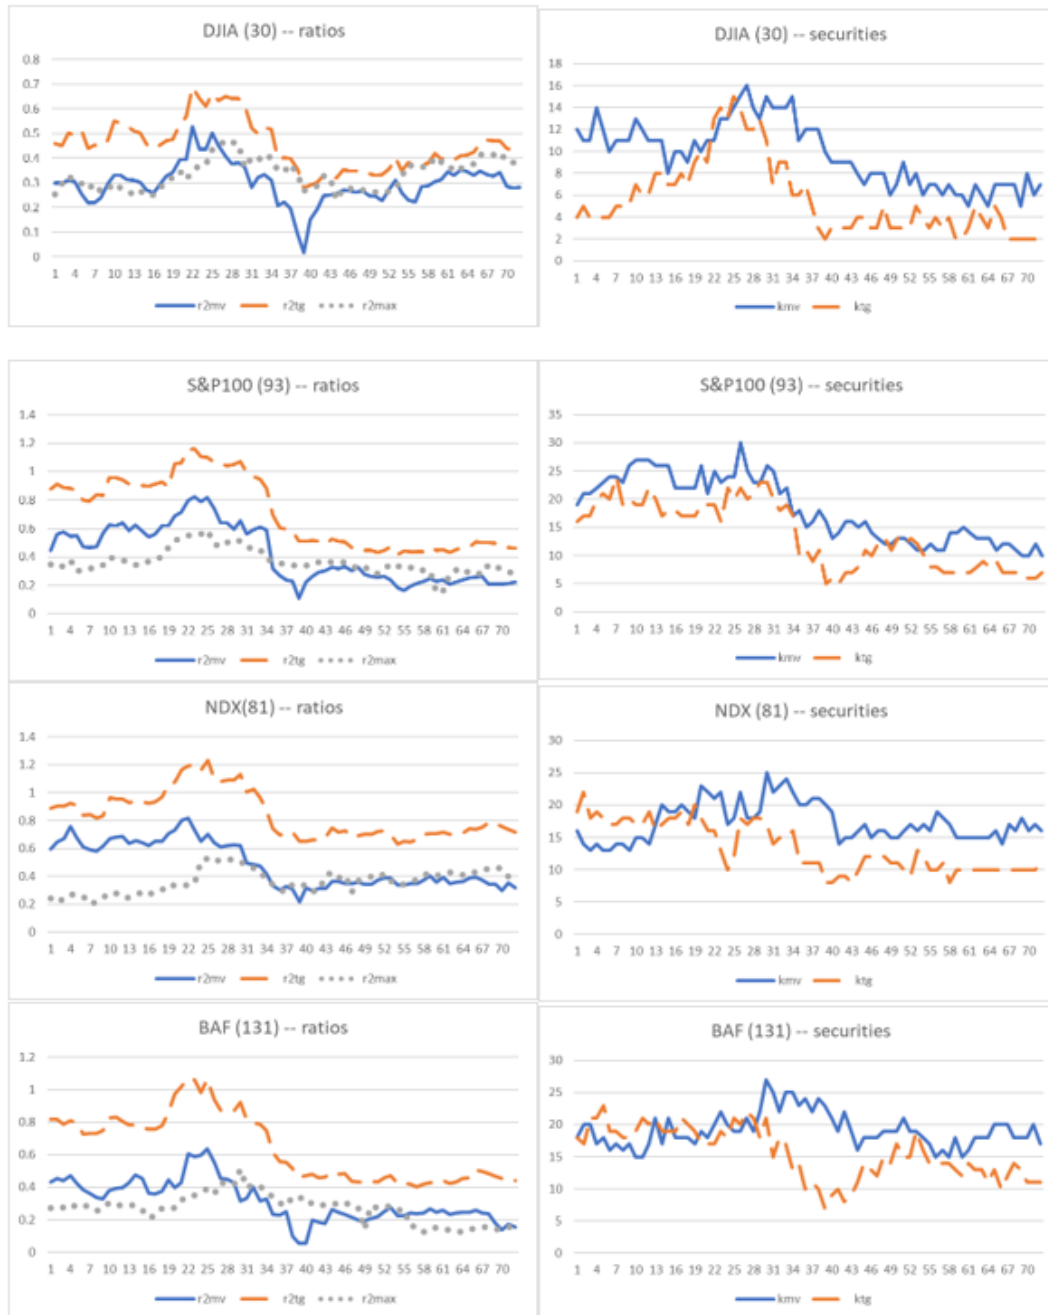 DJIA (30) -- ratios
0.8
0.7
0.6
0.5
0.4
0.3
0.2
0.1
0
1 4 7 10 13 16 19 22 25 28 31 34 37 40 43 46 49 52 55 58 61 64 67 70
r2mv r2tg r2max
DJIA (30) -- securities
18
16
14
12
10
8
6
4
2
0
1 4 7 10 13 16 19 22 25 28 31 34 37 40 43 46 49 52 55 58 61 64 67 70
kmv ktg
S&P100 (93) -- ratios
1.4
1.2
1
0.8
0.6
0.4
0.2
0
1 4 7 10 13 16 19 22 25 28 31 34 37 40 43 46 49 52 55 58 61 64 67 70
r2mv r2tg r2max
S&P100 (93) -- securities
35
30
25
20
15
10
5
0
1 4 7 10 13 16 19 22 25 28 31 34 37 40 43 46 49 52 55 58 61 64 67 70
kmv ktg
NDX(81) -- ratios
1.4
1.2
1
0.8
0.6
0.4
0.2
0
1 4 7 10 13 16 19 22 25 28 31 34 37 40 43 46 49 52 55 58 61 64 67 70
r2mv r2tg r2max
NDX (81) -- securities
30
25
20
15
10
5
0
1 4 7 10 13 16 19 22 25 28 31 34 37 40 43 46 49 52 55 58 61 64 67 70
kmv ktg
BAF (131) -- ratios
1.2
1
0.8
0.6
0.4
0.2
0
1 4 7 10 13 16 19 22 25 28 31 34 37 40 43 46 49 52 55 58 61 64 67 70
r2mv r2tg r2max
BAF (131) -- securities
30
25
20
15
10
5
0
1 4 7 10 13 16 19 22 25 28 31 34 37 40 43 46 49 52 55 58 61 64 67 70
kmv ktg